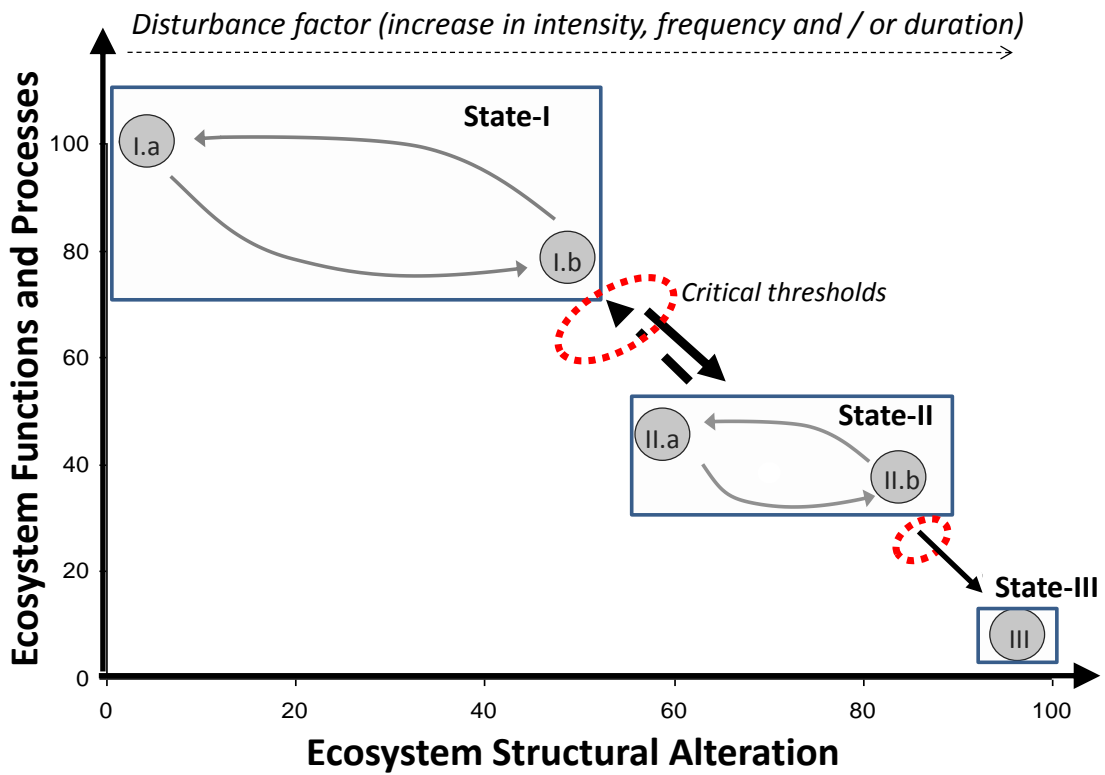 Disturbance factor (increase in intensity, frequency and / or duration)
Ecosystem Functions and Processes
100
80
60
40
20
0
State-I
I.a
I.b
Critical thresholds
State-II
II.a
II.b
State-III
III
0
20
40
60
80
100
Ecosystem Structural Alteration